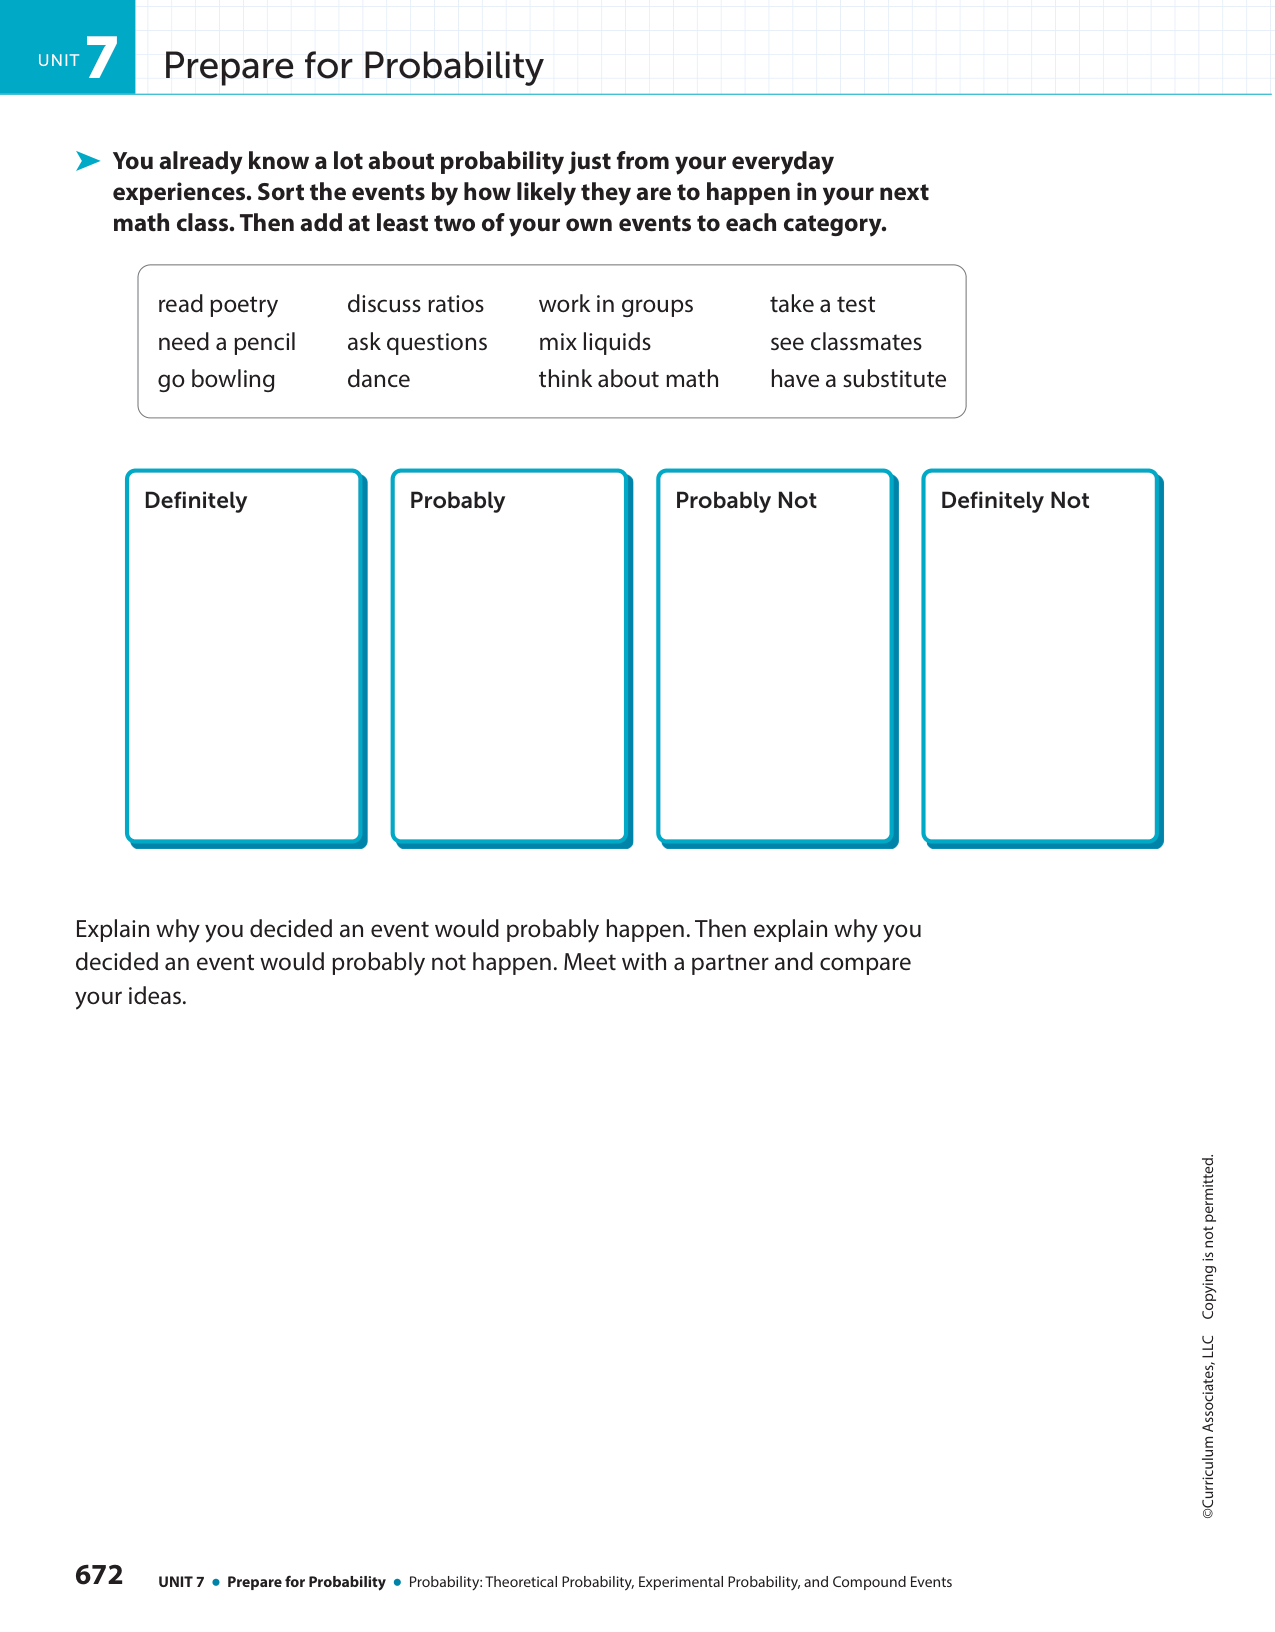 UNIT 7 Prepare for Probability
➤ You already know a lot about probability just from your everyday
experiences. Sort the events by how likely they are to happen in your next
math class. Then add at least two of your own events to each category.
read poetry discuss ratios work in groups take a test
need a pencil ask questions mix liquids see classmates
go bowling dance think about math have a substitute
Definitely Probably Probably Not Definitely Not
Explain why you decided an event would probably happen. Then explain why you
decided an event would probably not happen. Meet with a partner and compare
your ideas.
©Curriculum Associates, LLC Copying is not permitted.
672 UNIT 7 ● Prepare for Probability ● Probability: Theoretical Probability, Experimental Probability, and Compound Events